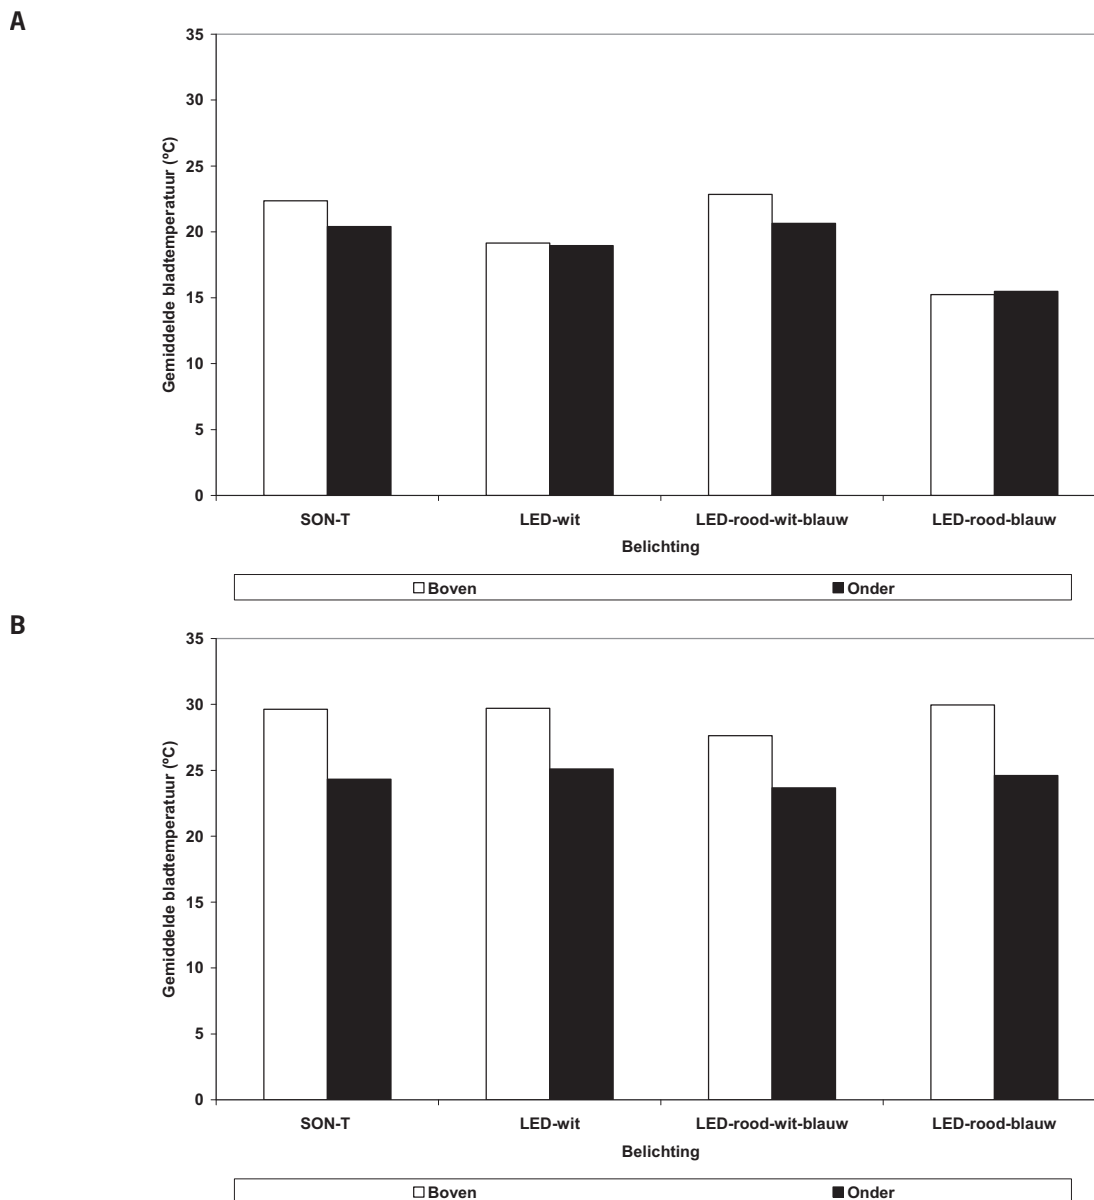 A
35
30
25
20
15
10
5
0
Gemiddelde bladtemperatuur (°C)
SON-T LED-wit LED-rood-wit-blauw LED-rood-blauw
Belichting
Boven Onder
B
35
30
25
20
15
10
5
0
Gemiddelde bladtemperatuur (°C)
SON-T LED-wit LED-rood-wit-blauw LED-rood-blauw
Belichting
Boven Onder